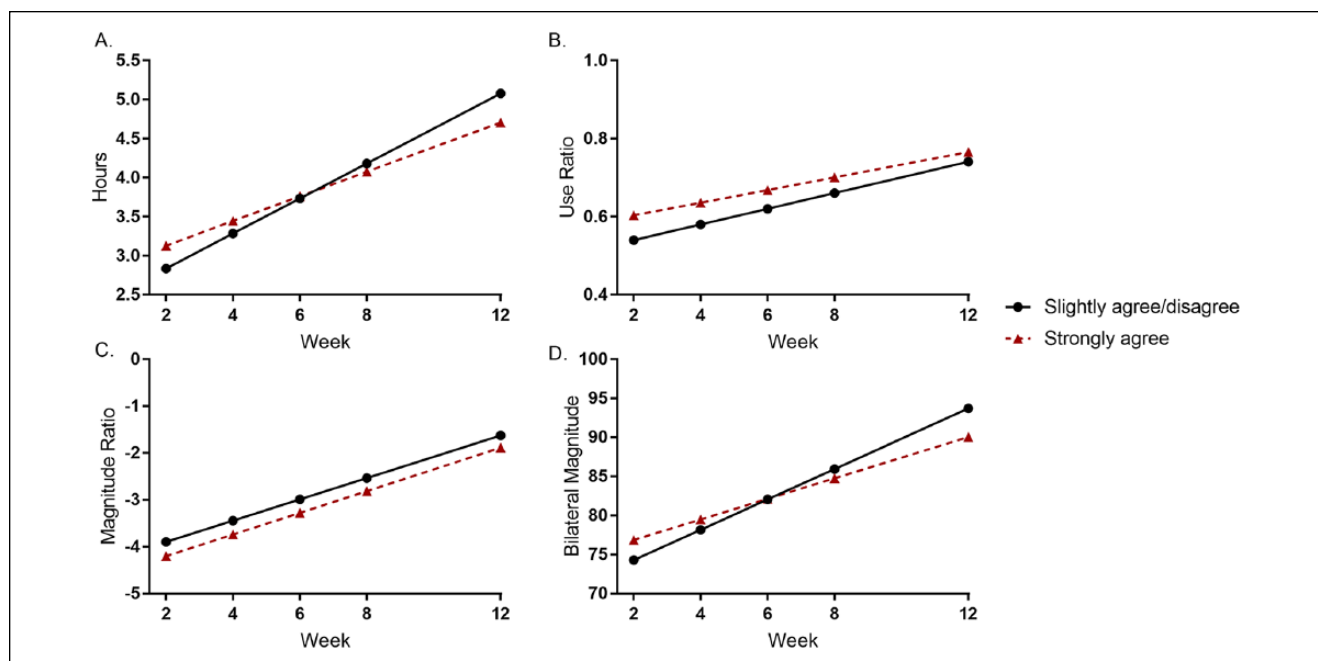 A.
5.5
5.0
4.5
4.0
3.5
3.0
2.5
Hours
2 4 6 8 12
Week
B.
1.0
0.8
0.6
0.4
Use Ratio
2 4 6 8 12
Week
Slightly agree/disagree
Strongly agree
C.
0
-1
-2
-3
-4
-5
Magnitude Ratio
2 4 6 8 12
Week
D.
100
95
90
85
80
75
70
Bilateral Magnitude
2 4 6 8 12
Week